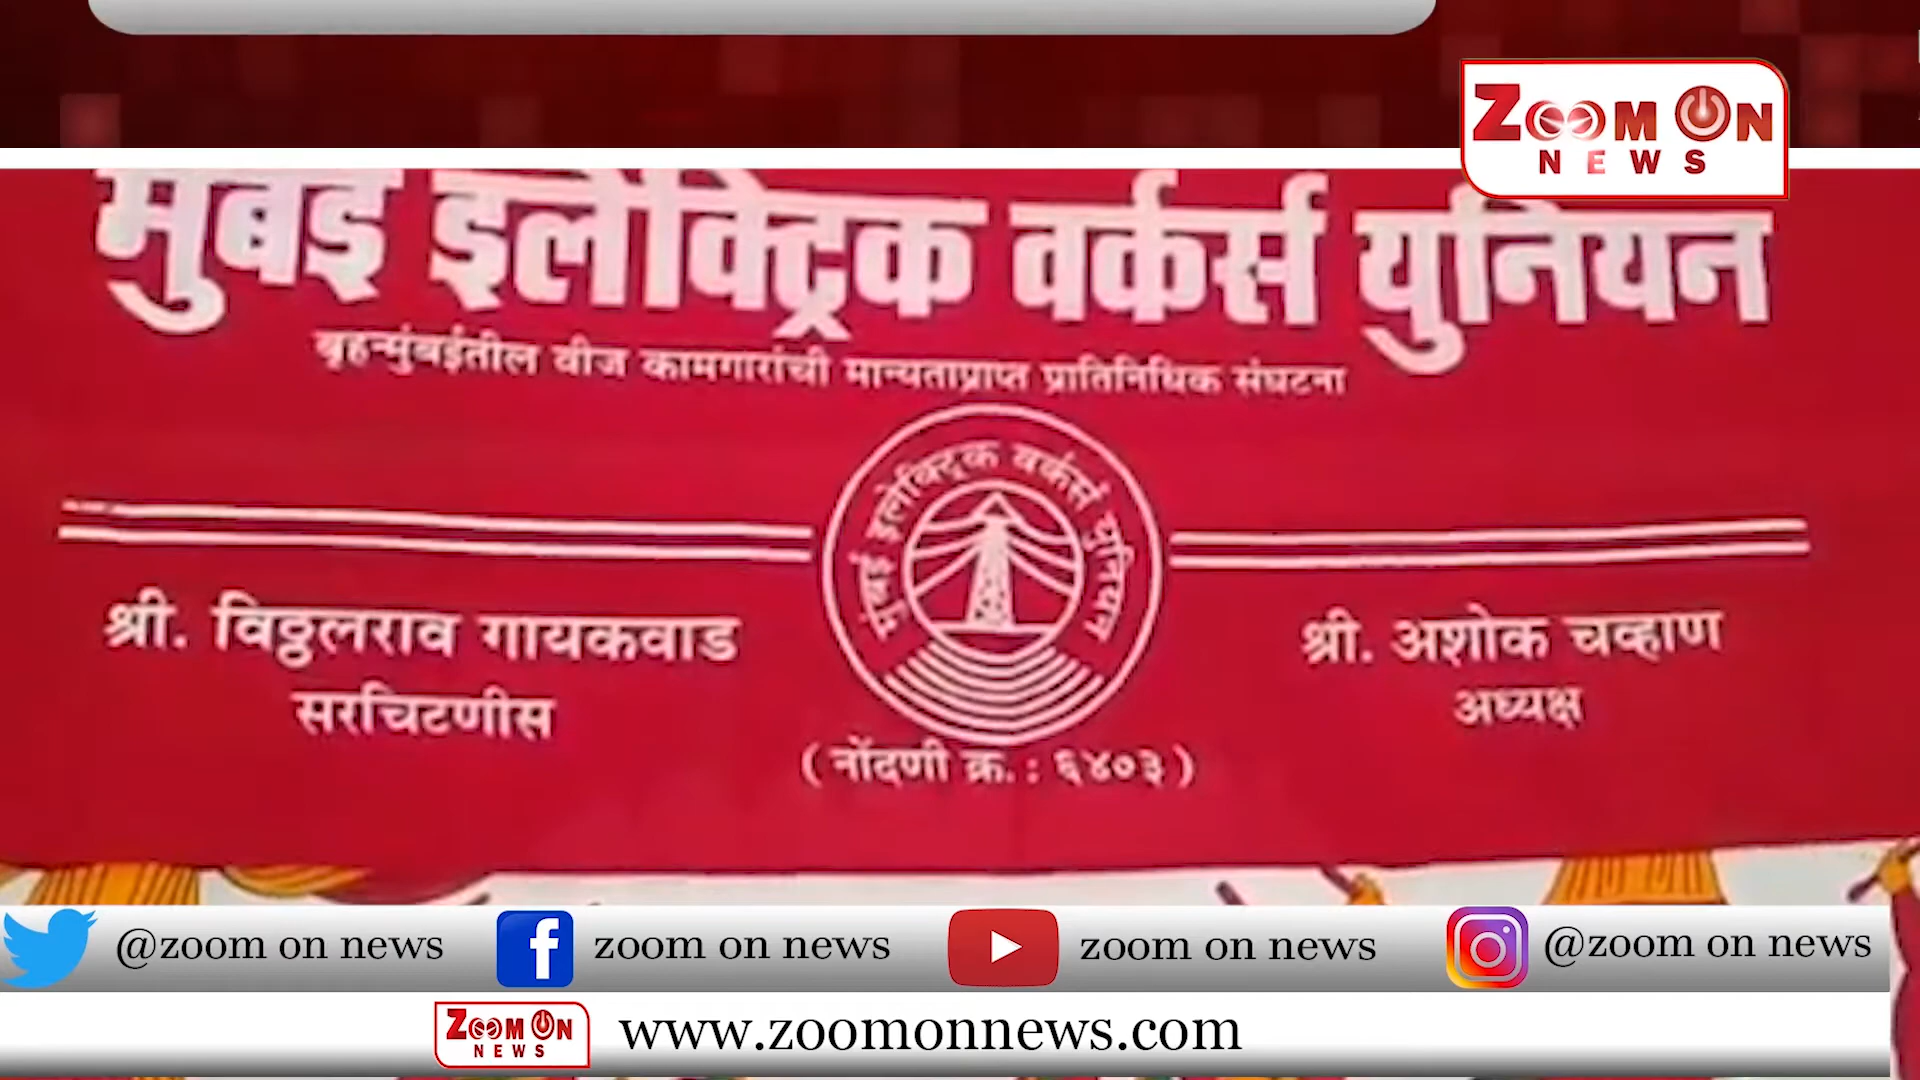 ZOOM ON
NEWS
मुंबई इलेक्ट्रिक वर्कर्स युनियन
बृहन्मुंबईतील वीज कामगारांची मान्यताप्राप्त प्रातिनिधिक संघटना
मुंबई इलेक्ट्रिक वर्कर्स युनियन
श्री. विठ्ठलराव गायकवाड
सरचिटणीस
श्री. अशोक चव्हाण
अध्यक्ष
( नोंदणी क्र. : ६४०३ )
@zoom on news
zoom on news
zoom on news
@zoom on news
ZOOM ON
NEWS
www.zoomonnews.com